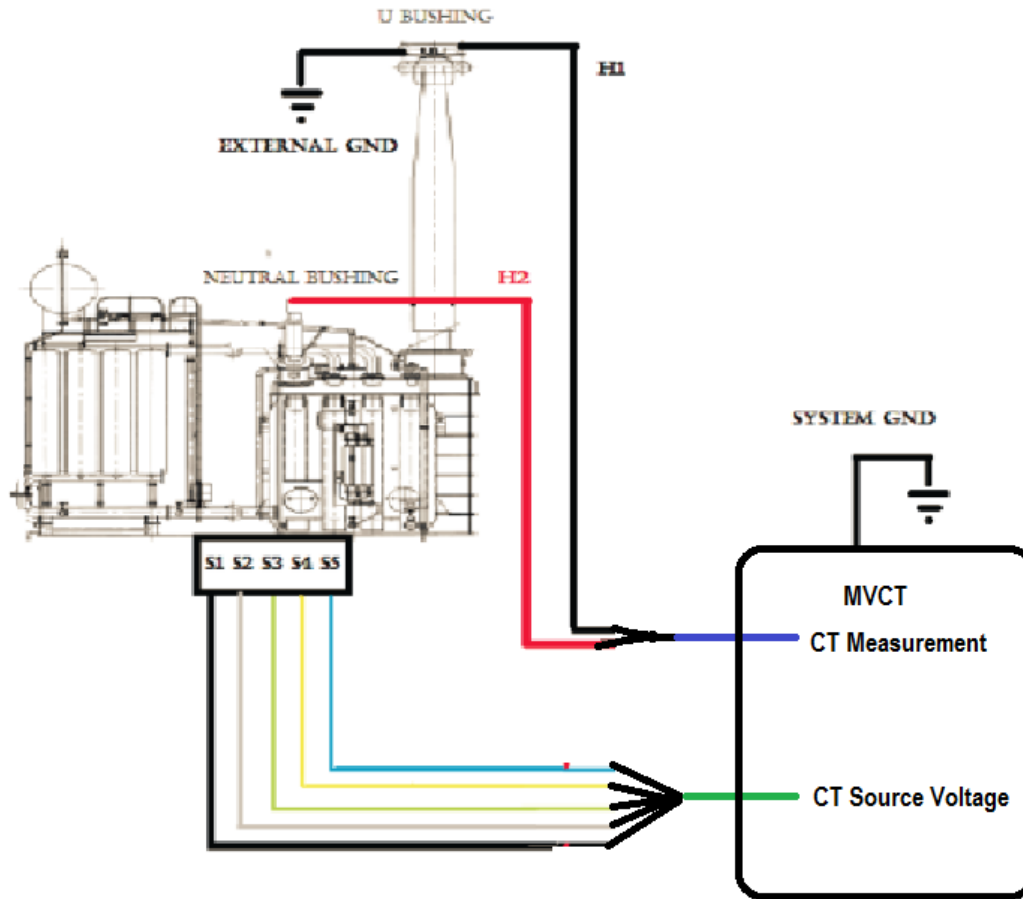 U BUSHING
H1
EXTERNAL GND
NEUTRAL BUSHING
H2
SYSTEM GND
S1 S2 S3 S4 S5
MVCT
CT Measurement
CT Source Voltage